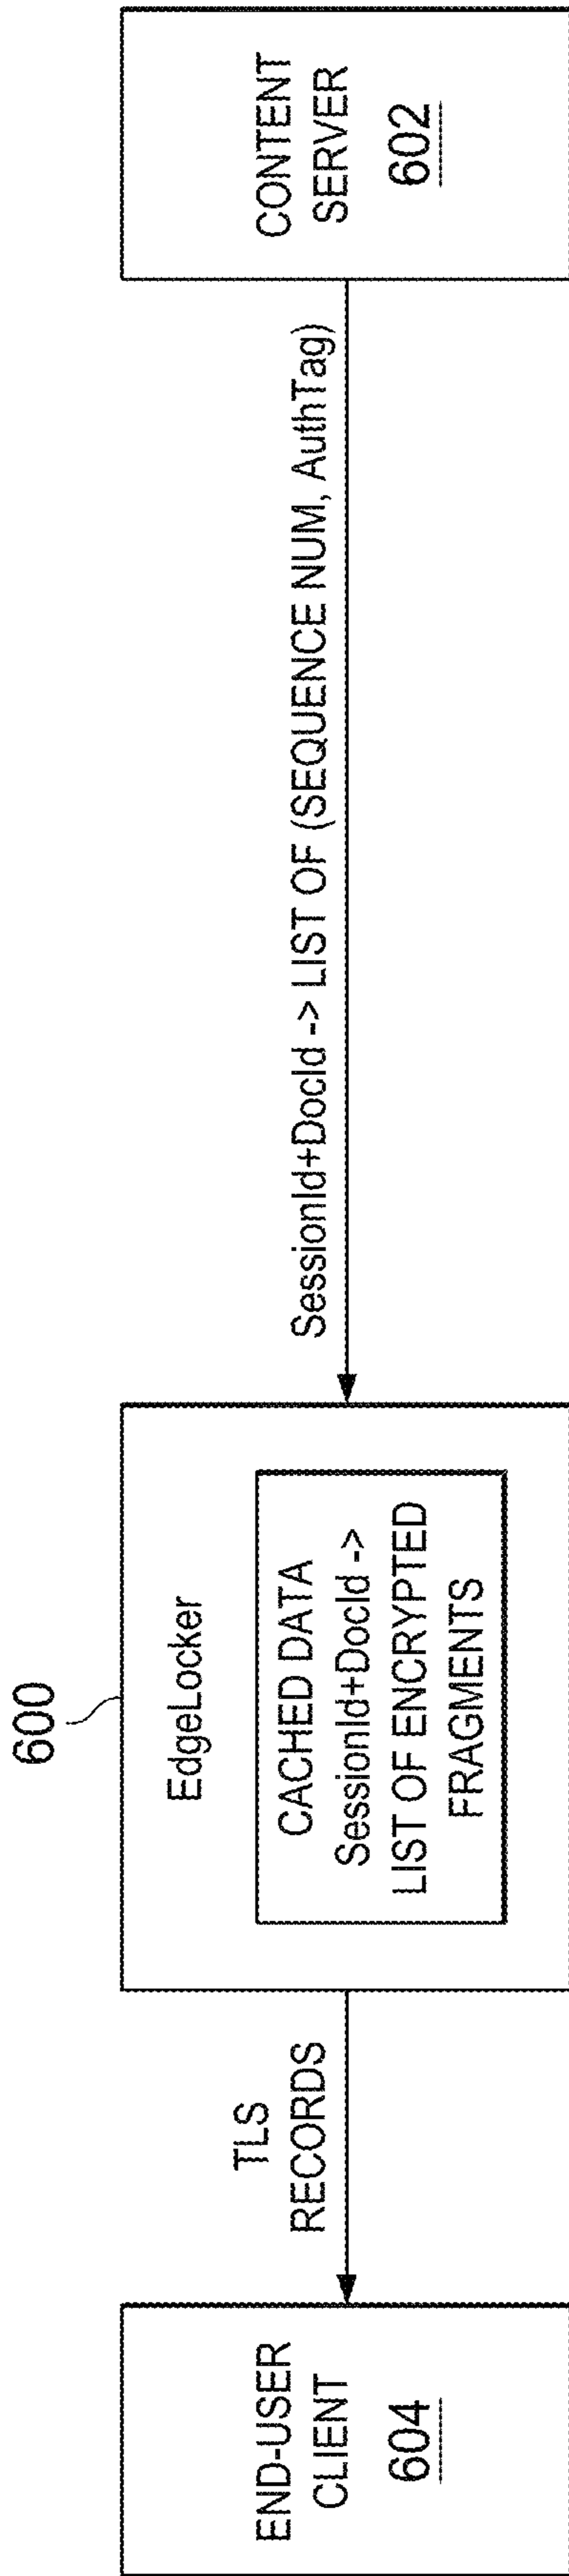 END-USER
CLIENT
604
TLS
RECORDS
600
EdgeLocker
CACHED DATA
SessionId+DocId ->
LIST OF ENCRYPTED
FRAGMENTS
SessionId+DocId -> LIST OF (SEQUENCE NUM, AuthTag)
CONTENT
SERVER
602